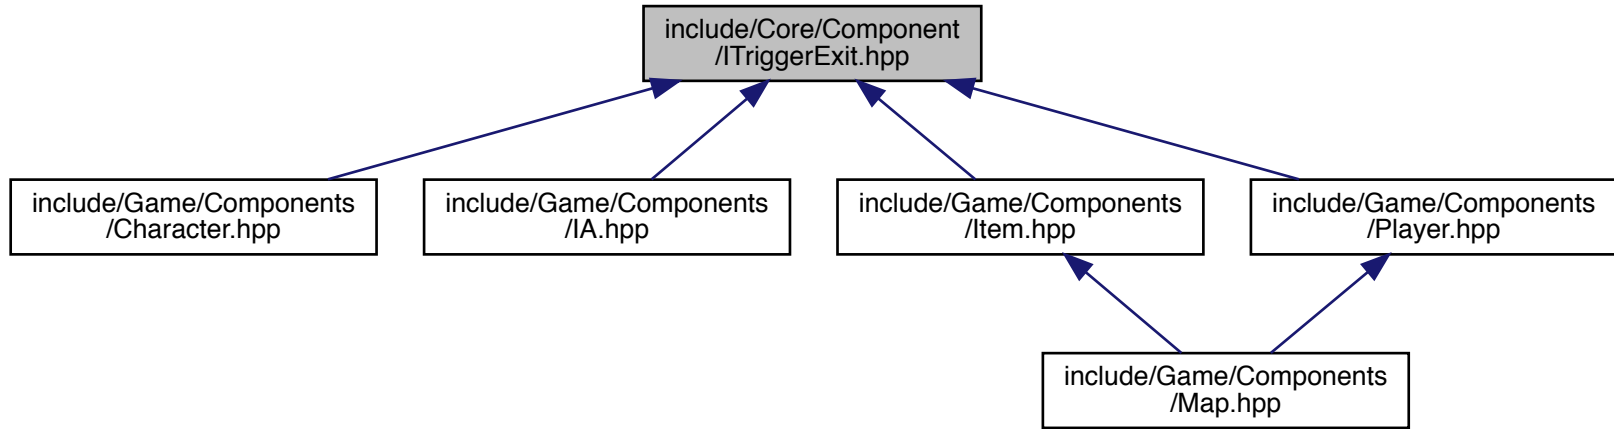 include/Core/Component
/ITriggerExit.hpp
include/Game/Components
/Character.hpp
include/Game/Components
/IA.hpp
include/Game/Components
/Item.hpp
include/Game/Components
/Player.hpp
include/Game/Components
/Map.hpp